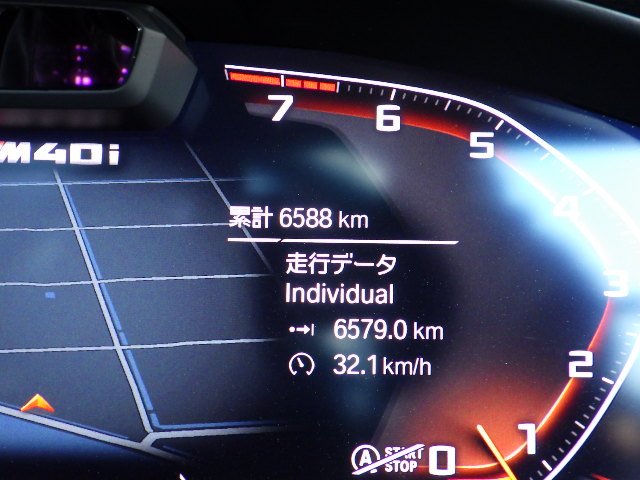 7
6
5
M40i
4
累計 6588 km
走行データ
3
Individual
6579.0 km
2
32.1 km/h
1
A START STOP 0